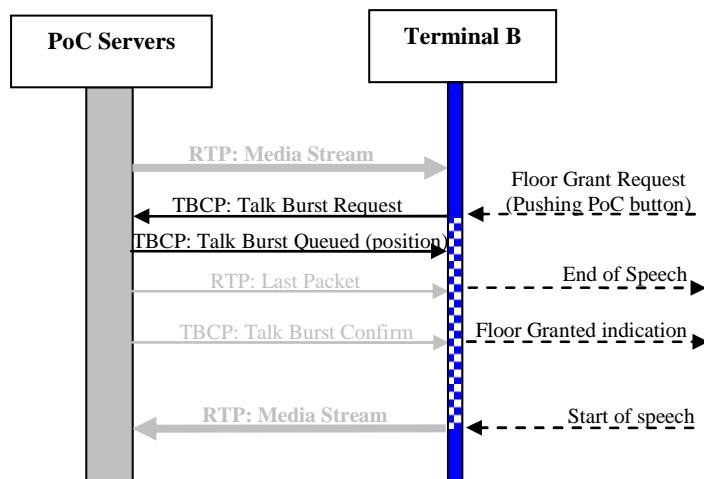 PoC Servers
Terminal B
RTP: Media Stream
Floor Grant Request
(Pushing PoC button)
TBCP: Talk Burst Request
TBCP: Talk Burst Queued (position)
RTP: Last Packet
End of Speech
TBCP: Talk Burst Confirm
Floor Granted indication
RTP: Media Stream
Start of speech